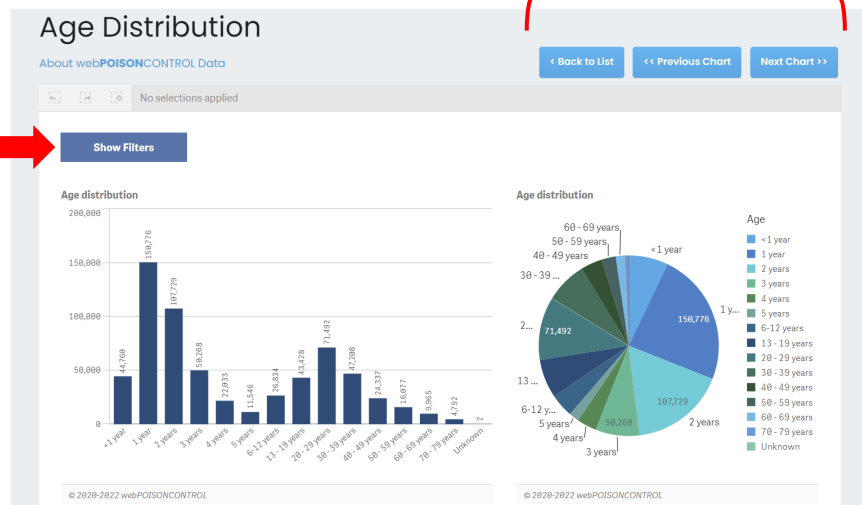 Age Distribution
About webPOISONCONTROL Data
< Back to List
<< Previous Chart
Next Chart >>
No selections applied
Show Filters
Age distribution
200,000
150,000
100,000
50,000
0
44,760
150,776
107,729
50,268
22,033
11,546
26,834
43,428
71,492
47,208
24,337
16,077
9,965
4,792
2
<1 year
1 year
2 years
3 years
4 years
5 years
6-12 years
13 - 19 years
20 - 29 years
30 - 39 years
40 - 49 years
50 - 59 years
60 - 69 years
70 - 79 years
Unknown
© 2020-2022 webPOISONCONTROL
Age distribution
60 - 69 years
50 - 59 years
40 - 49 years
30 - 39 ...
2...
13 ...
6-12 y...
5 years
4 years
3 years
2 years
1 y...
<1 year
150,776
71,492
107,729
50,268
Age
<1 year
1 year
2 years
3 years
4 years
5 years
6-12 years
13 - 19 years
20 - 29 years
30 - 39 years
40 - 49 years
50 - 59 years
60 - 69 years
70 - 79 years
Unknown
© 2020-2022 webPOISONCONTROL